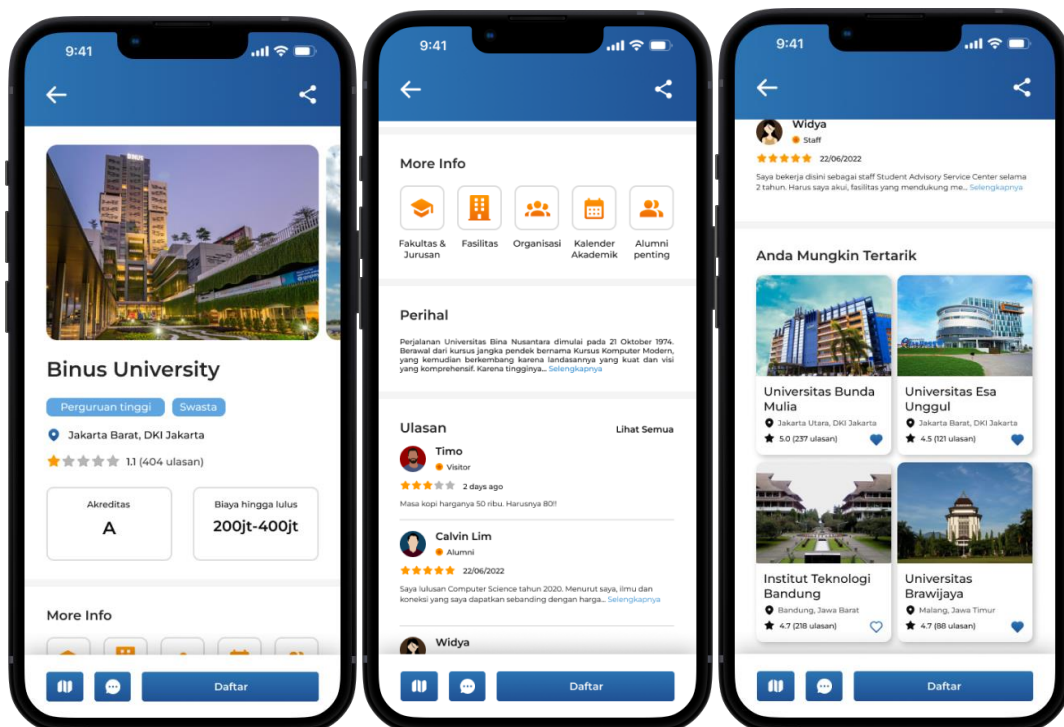 9:41
BINUS
Binus University
Perguruan tinggi
Swasta
Jakarta Barat, DKI Jakarta
1.1 (404 ulasan)
Akreditas
A
Biaya hingga lulus
200jt-400jt
More Info
Daftar
9:41
More Info
Fakultas &
Jurusan
Fasilitas
Organisasi
Kalender
Akademik
Alumni
penting
Perihal
Perjalanan Universitas Bina Nusantara dimulai pada 21 Oktober 1974.
Berawal dari kursus jangka pendek bernama Kursus Komputer Modern,
yang kemudian berkembang karena landasannya yang kuat dan visi
yang komprehensif. Karena tingginya... Selengkapnya
Ulasan
Lihat Semua
Timo
Visitor
2 days ago
Masa kopi harganya 50 ribu. Harusnya 80!!
Calvin Lim
Alumni
22/06/2022
Saya lulusan Computer Science tahun 2020. Menurut saya, ilmu dan
koneksi yang saya dapatkan sebanding dengan harga... Selengkapnya
Widya
Daftar
9:41
Widya
Staff
22/06/2022
Saya bekerja disini sebagai staff Student Advisory Service Center selama
2 tahun. Harus saya akui, fasilitas yang mendukung me... Selengkapnya
Anda Mungkin Tertarik
Universitas Bunda
Mulia
Jakarta Utara, DKI Jakarta
5.0 (237 ulasan)
Universitas Esa
Unggul
Jakarta Barat, DKI Jakarta
4.5 (121 ulasan)
Institut Teknologi
Bandung
Bandung, Jawa Barat
4.7 (218 ulasan)
Universitas
Brawijaya
Malang, Jawa Timur
4.7 (88 ulasan)
Daftar